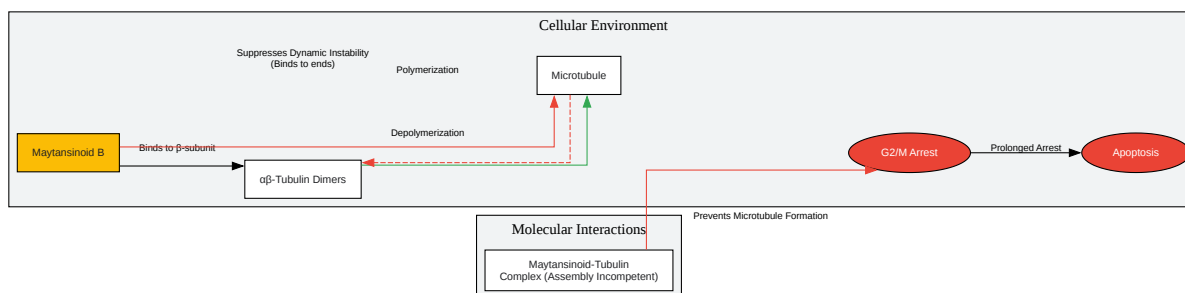 Cellular Environment
Suppresses Dynamic Instability
(Binds to ends)
Polymerization
Microtubule
Depolymerization
Maytansinoid B
Binds to β-subunit
αβ-Tubulin Dimers
G2/M Arrest
Prolonged Arrest
Apoptosis
Prevents Microtubule Formation
Molecular Interactions
Maytansinoid-Tubulin
Complex (Assembly Incompetent)